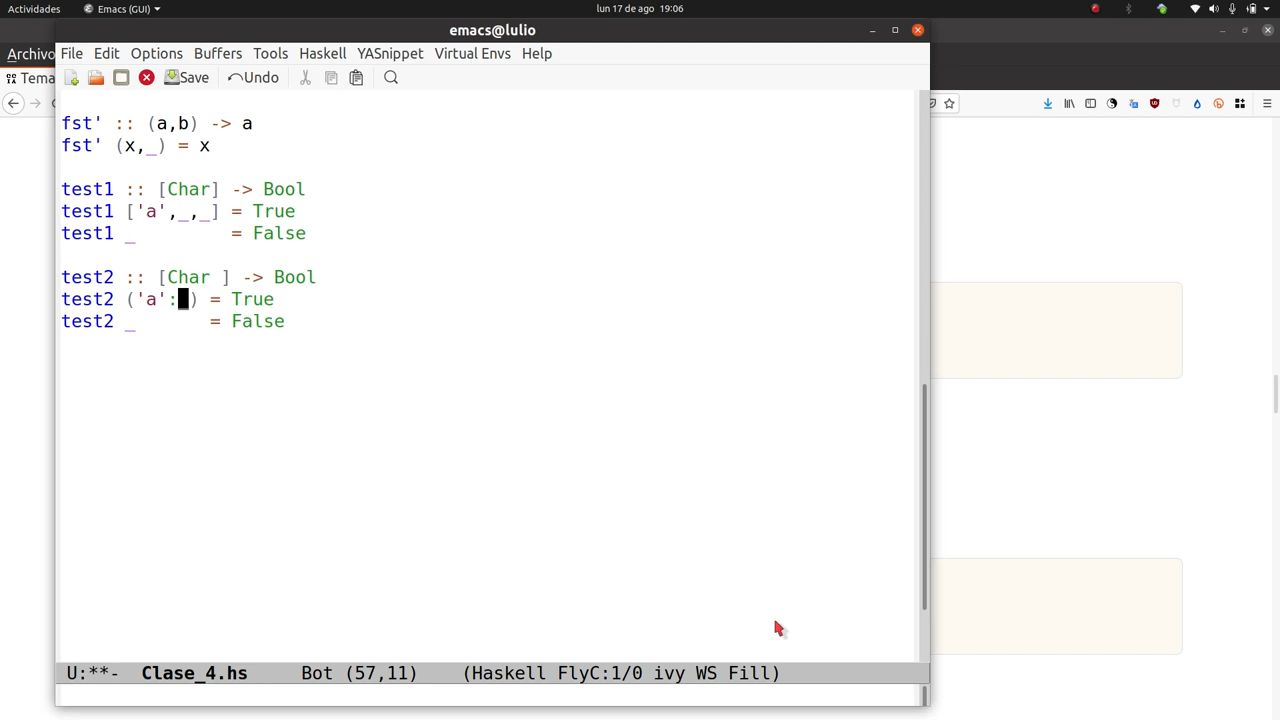 Actividades Emacs (GUI) lun 17 de ago 19:06
emacs@lulio
Archivo
File Edit Options Buffers Tools Haskell YASnippet Virtual Envs Help
Tema
Save Undo
fst' :: (a,b) -> a
fst' (x,_) = x
test1 :: [Char] -> Bool
test1 ['a',_,_] = True
test1 _ = False
test2 :: [Char ] -> Bool
test2 ('a': ) = True
test2 _ = False
U:**- Clase_4.hs Bot (57,11) (Haskell FlyC:1/0 ivy WS Fill)